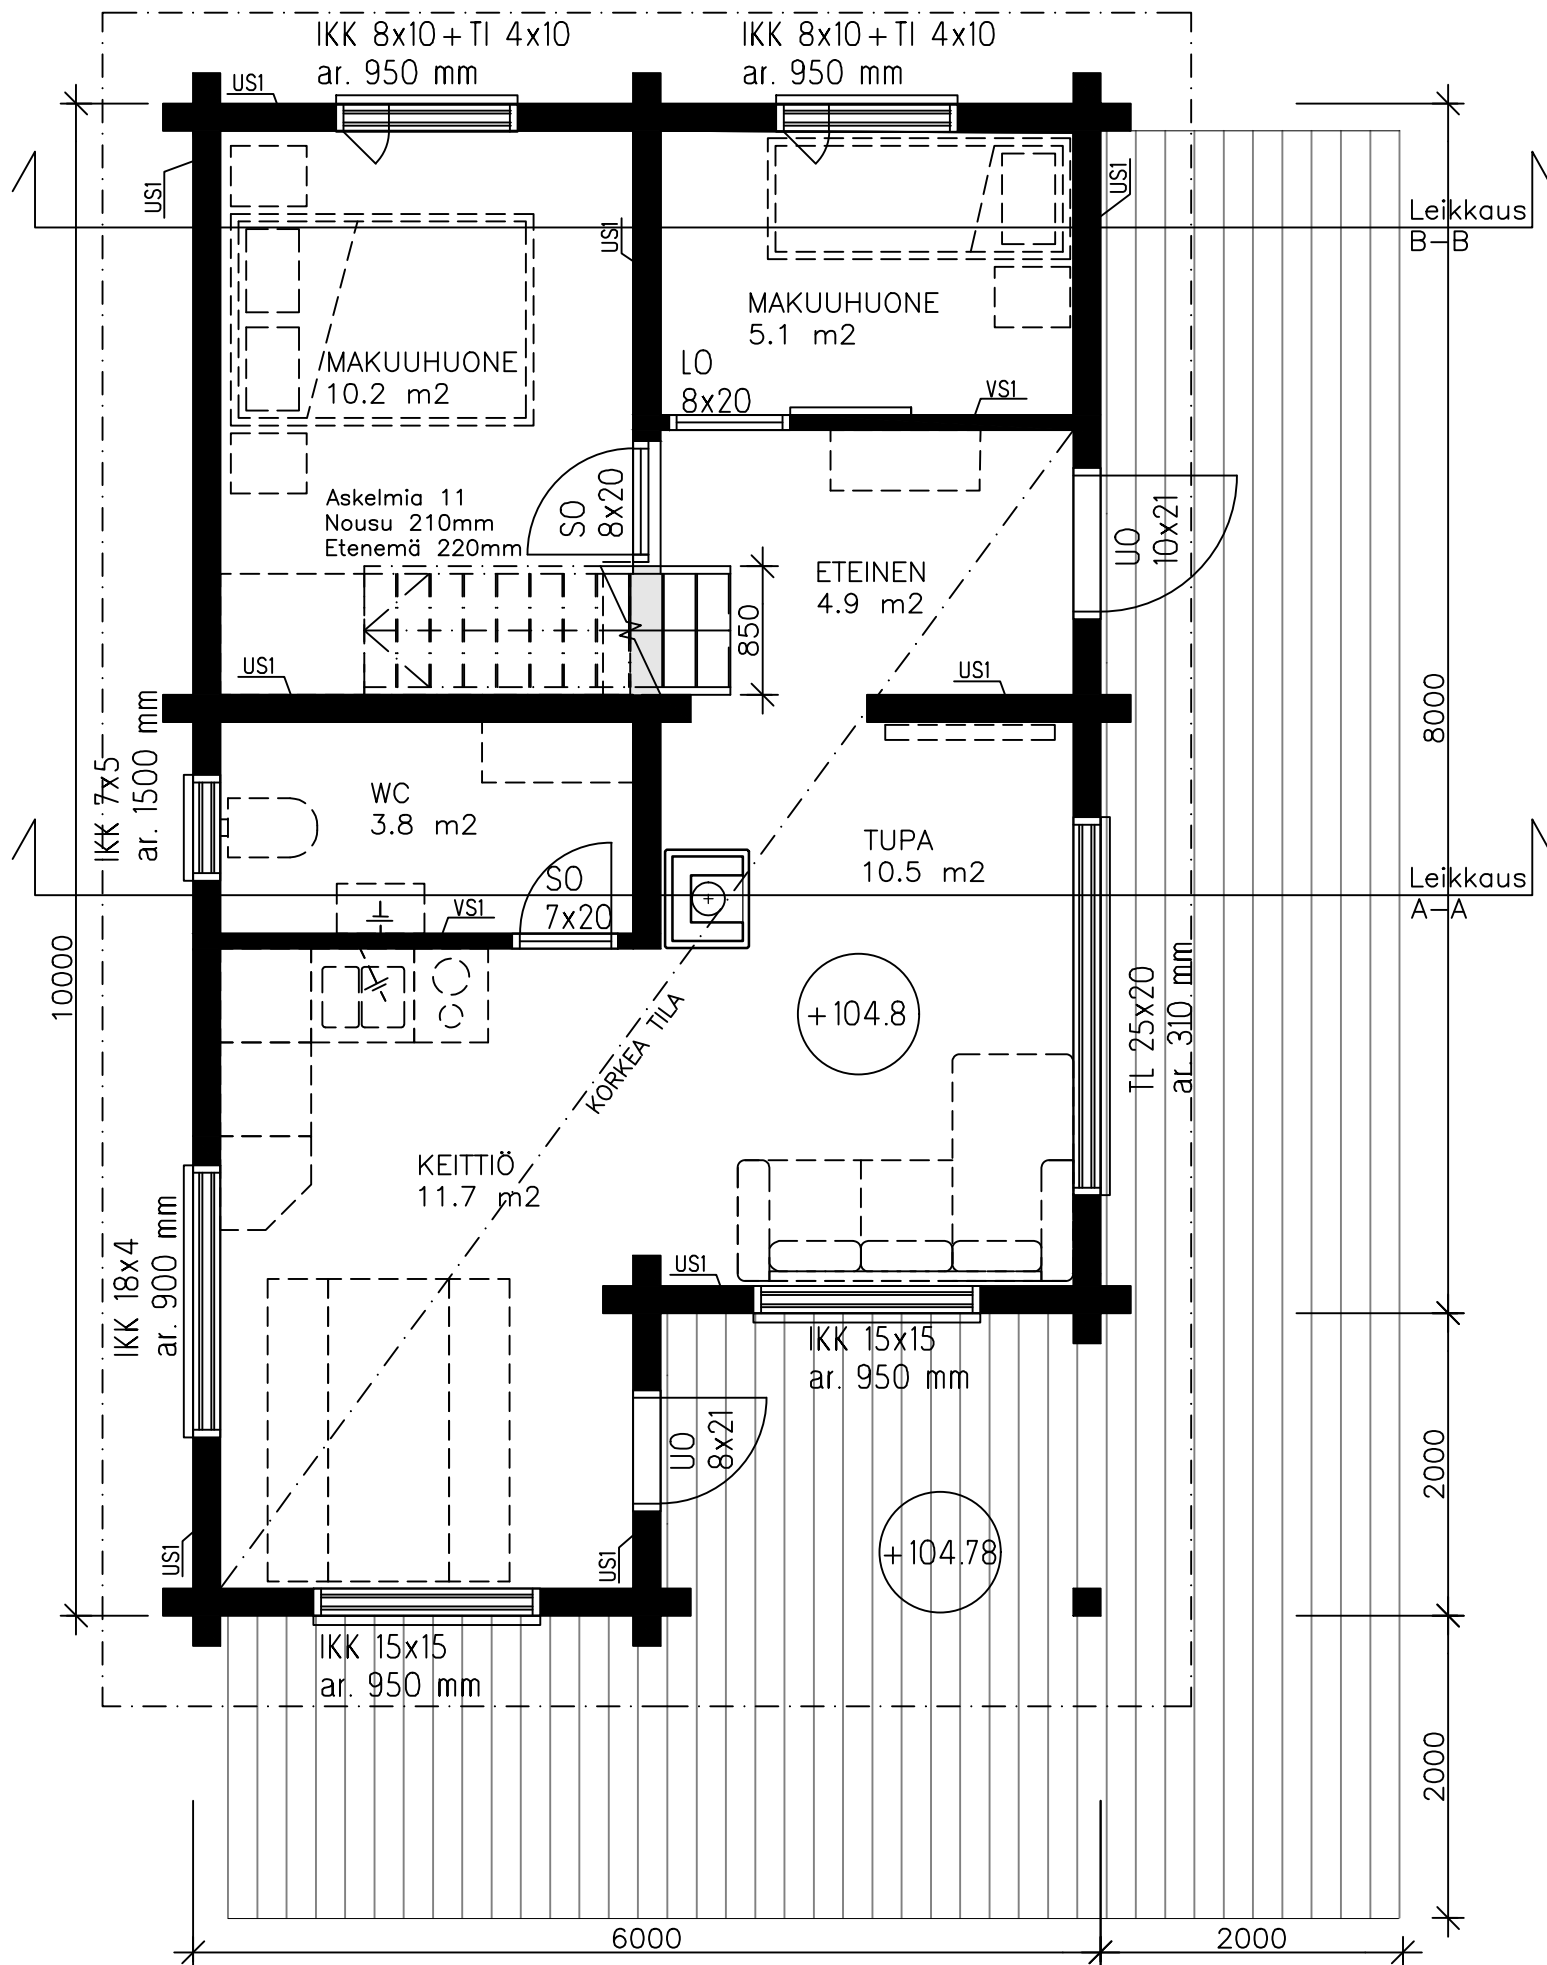 IKK 8x10+TI 4x10
ar. 950 mm
IKK 8x10+TI 4x10
ar. 950 mm
US1
US1
US1
US1
Leikkaus
B-B
MAKUUHUONE
5.1 m2
MAKUUHUONE
10.2 m2
LO
8x20
VS1
Askelmia 11
Nousu 210mm
Etenemä 220mm
SO
8x20
UO
10x21
ETEINEN
4.9 m2
850
US1
US1
8000
IKK 7x5
ar. 1500 mm
WC
3.8 m2
TUPA
10.5 m2
SO
7x20
VS1
Leikkaus
A-A
10000
+104.8
TL 25x20
ar. 310 mm
KORKEA TILA
KEITTIÖ
11.7 m2
IKK 18x4
ar. 900 mm
US1
IKK 15x15
ar. 950 mm
UO
8x21
2000
US1
US1
+104.78
IKK 15x15
ar. 950 mm
2000
6000
2000